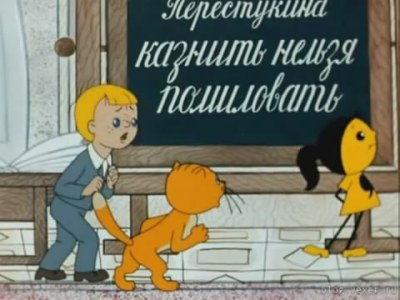 Перестукина
казнить нельзя
помиловать